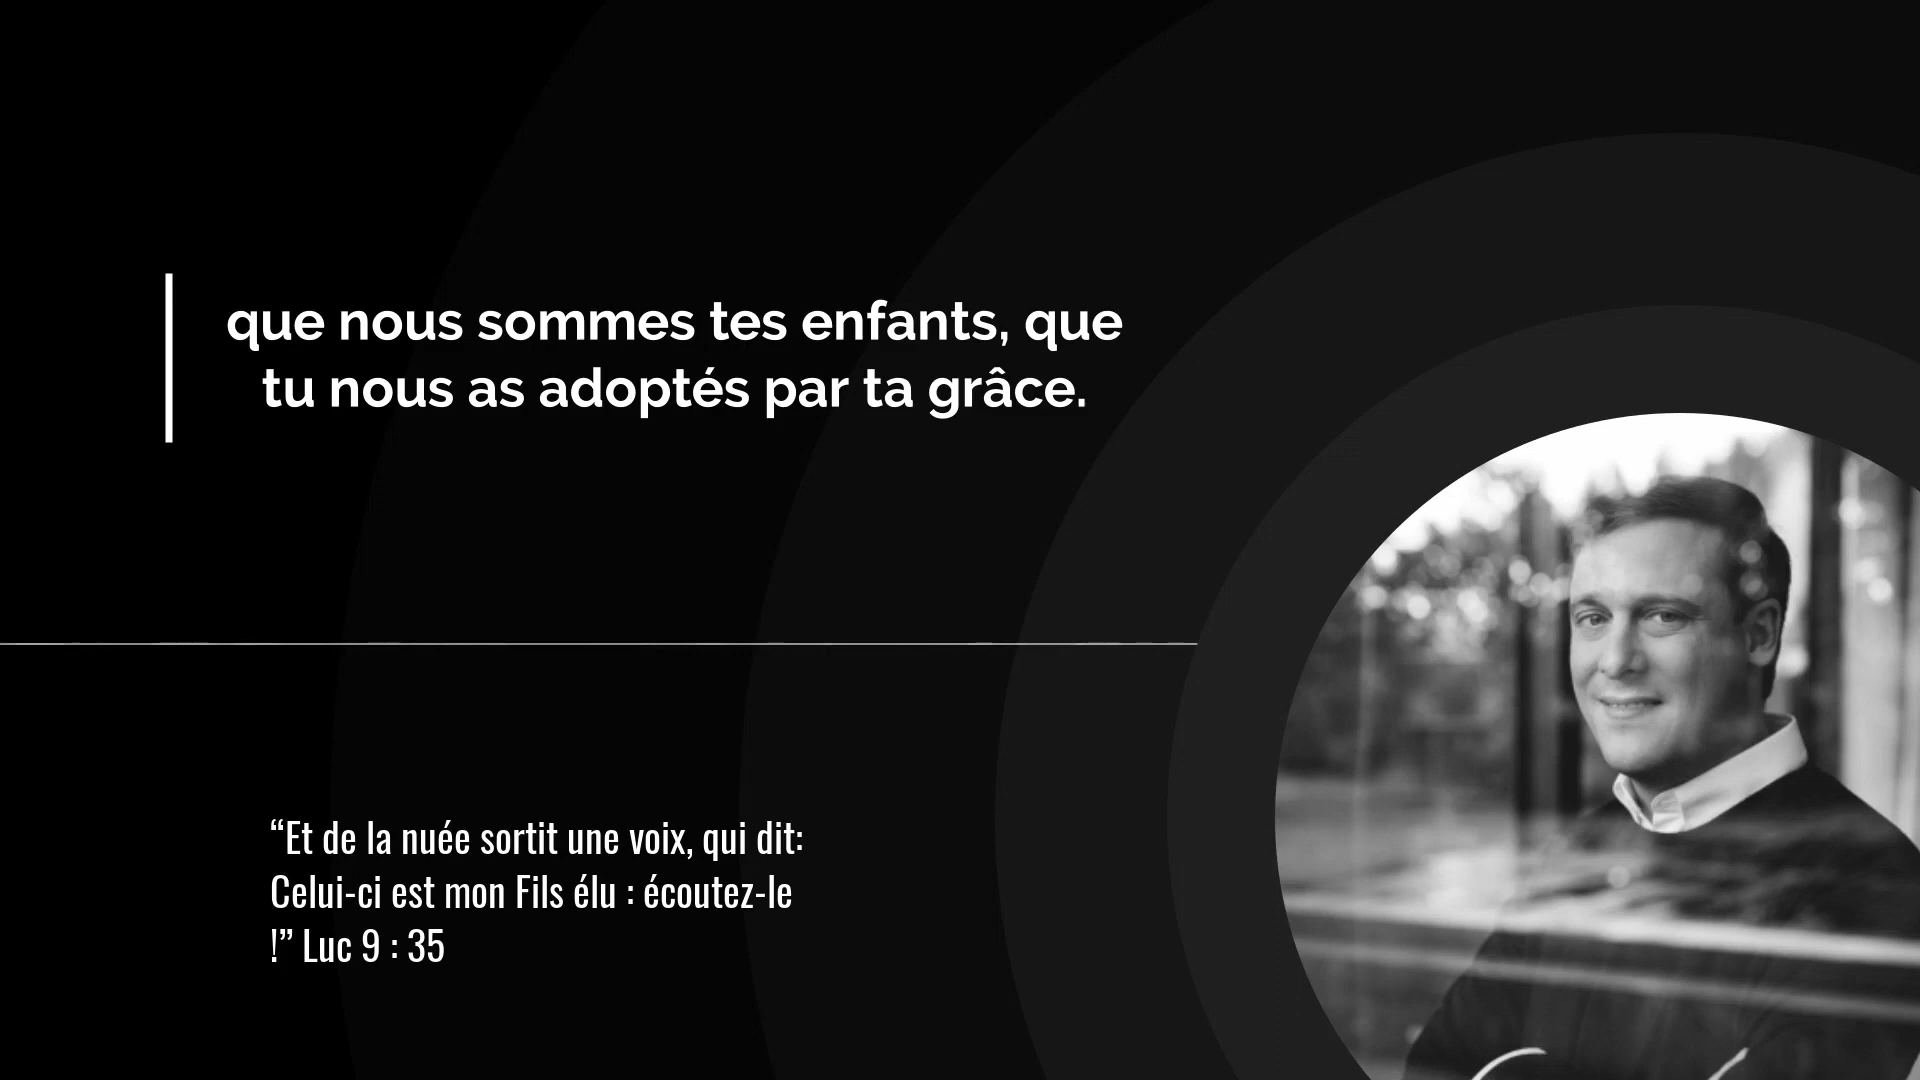 que nous sommes tes enfants, que
tu nous as adoptés par ta grâce.
“Et de la nuée sortit une voix, qui dit:
Celui-ci est mon Fils élu : écoutez-le
!” Luc 9 : 35